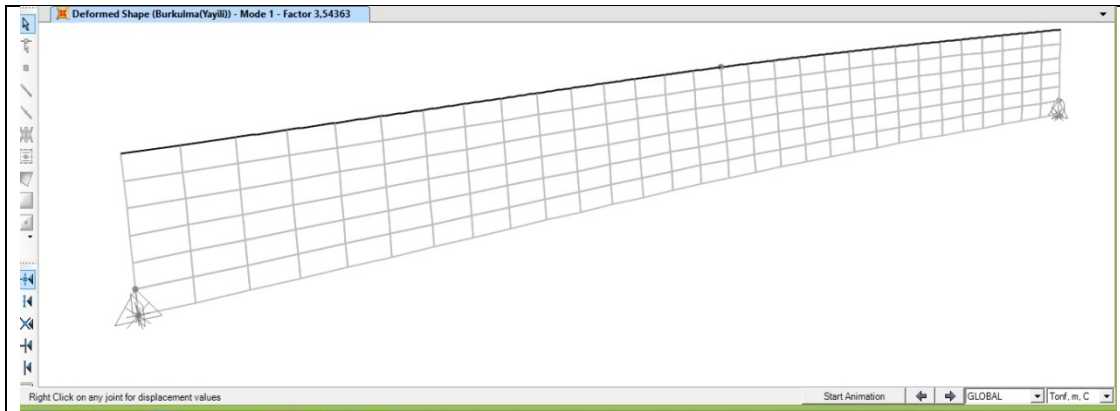 Deformed Shape (Burkulma(Yayili)) - Mode 1 - Factor 3,54363
Right Click on any joint for displacement values
Start Animation
GLOBAL
Tonf, m, C